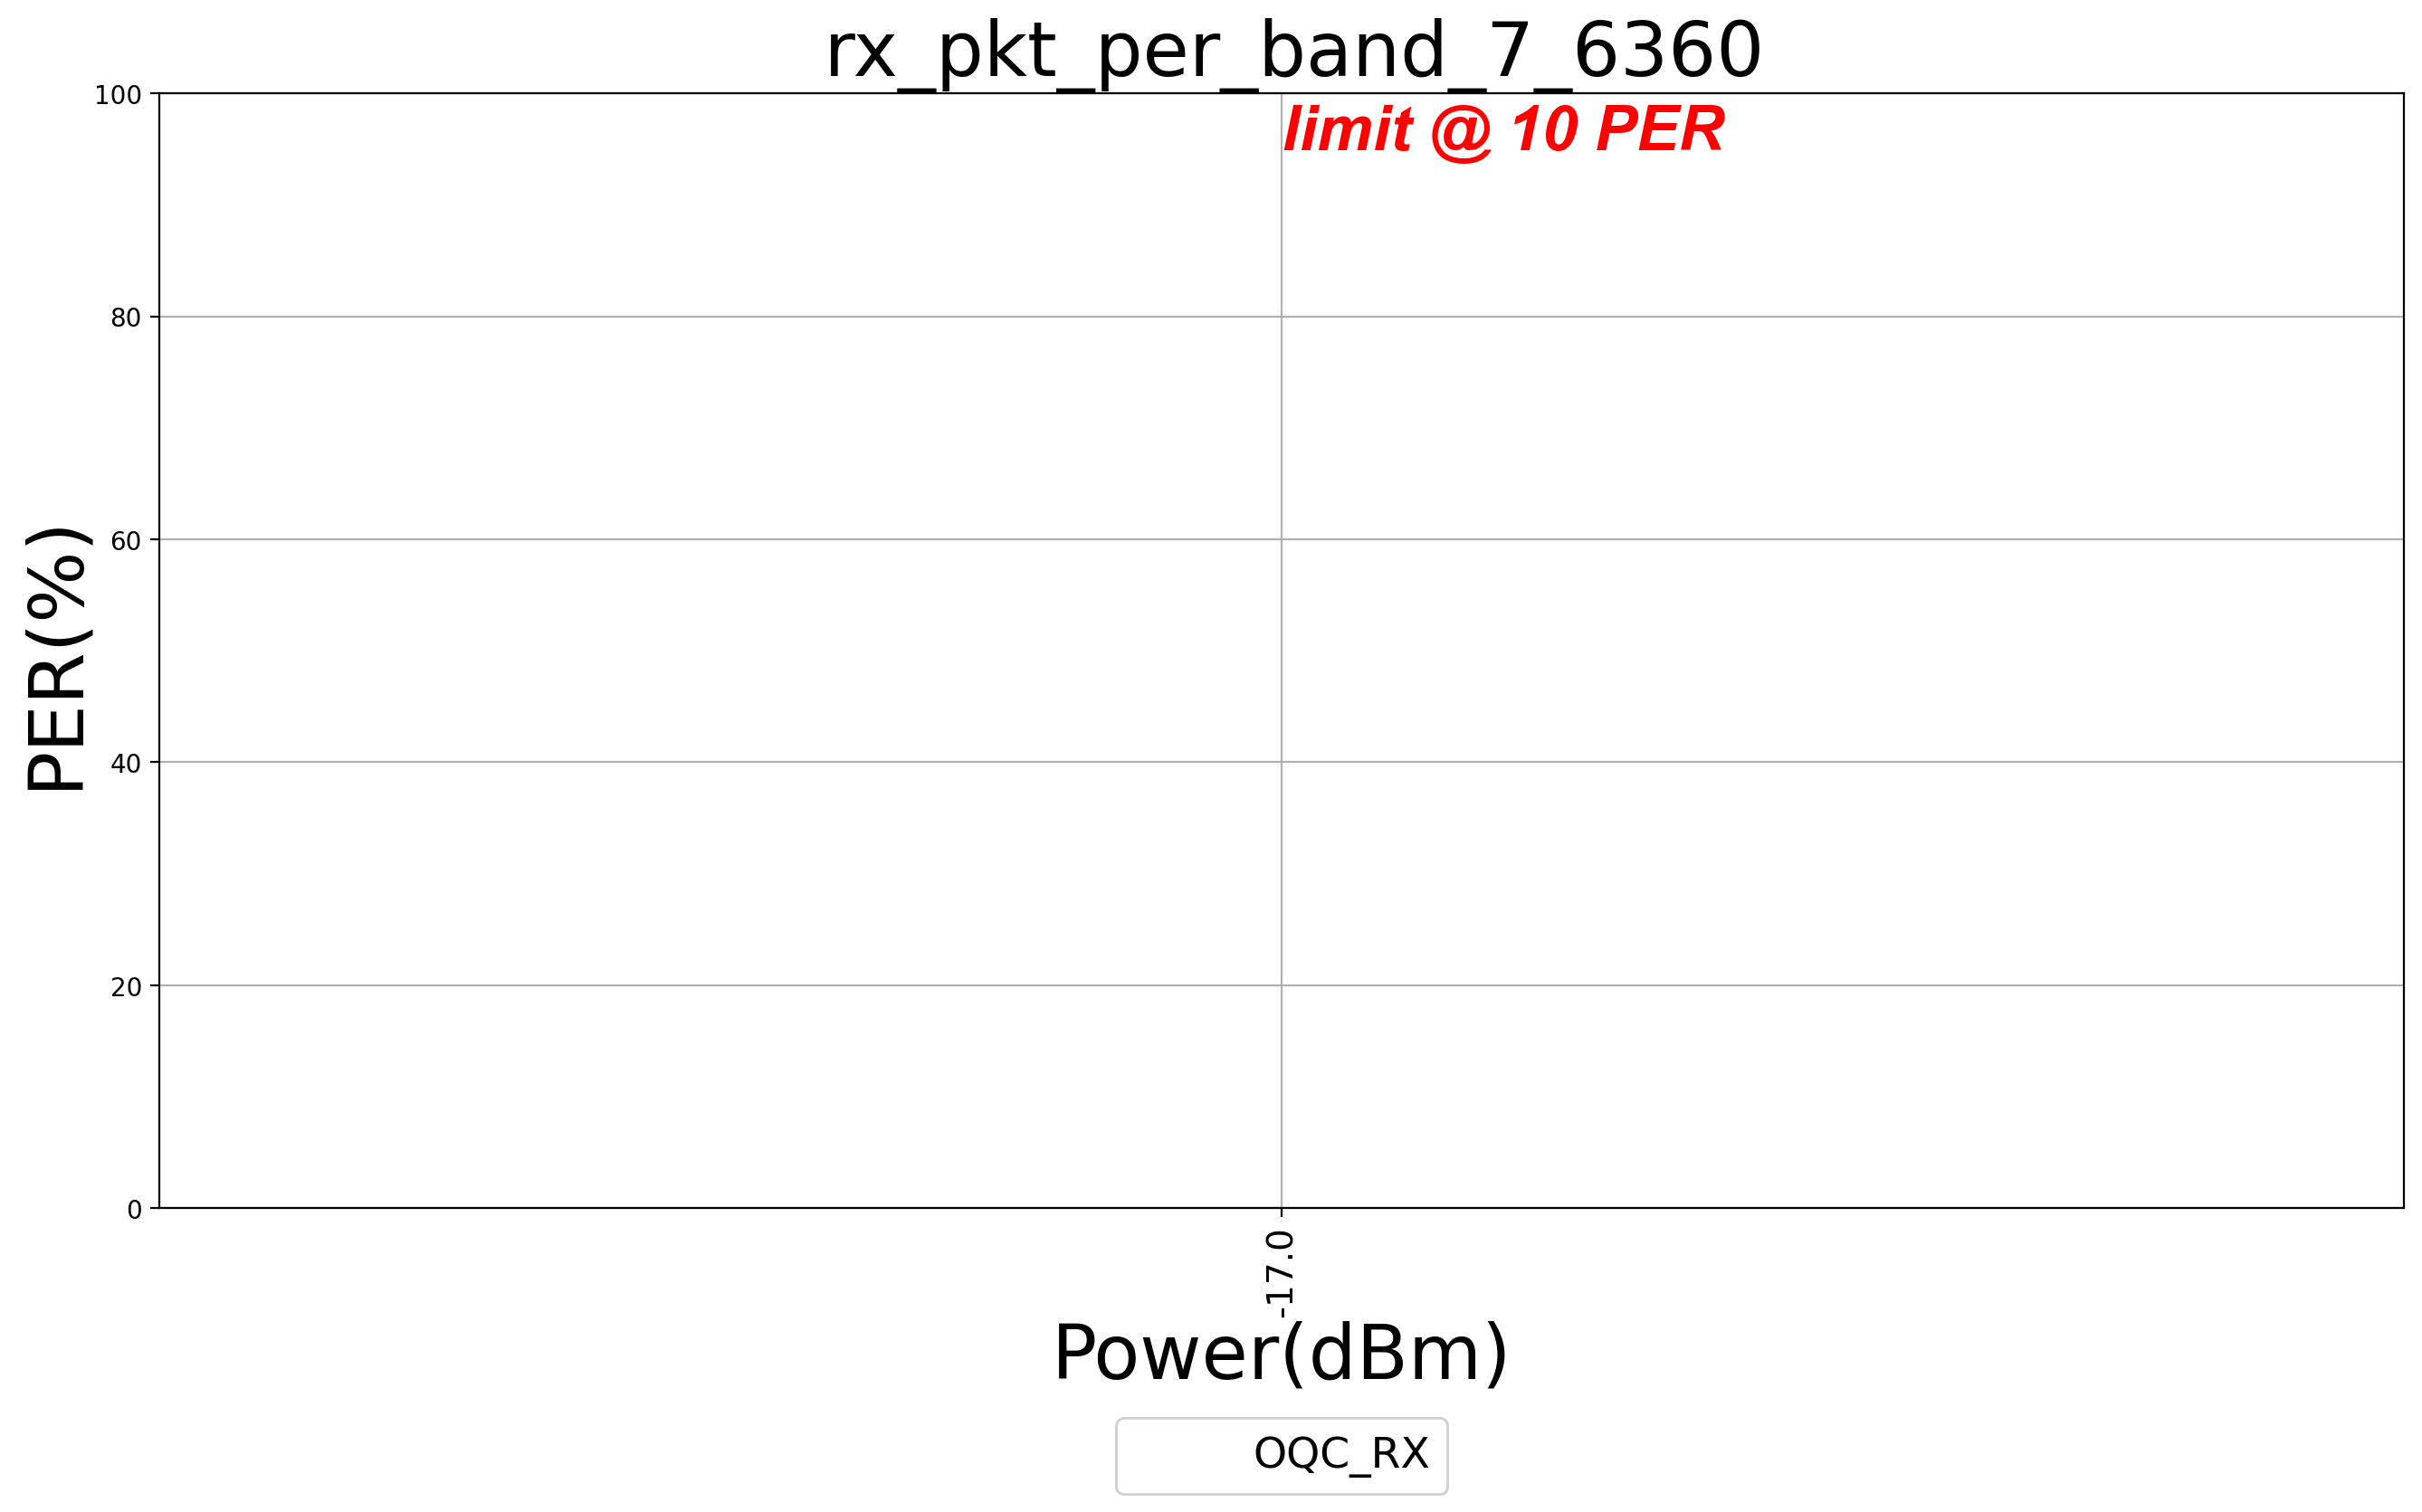 rx_pkt_per_band_7_6360
limit @ 10 PER
PER(%)
100
80
60
40
20
0
-17.0
Power(dBm)
OQC_RX